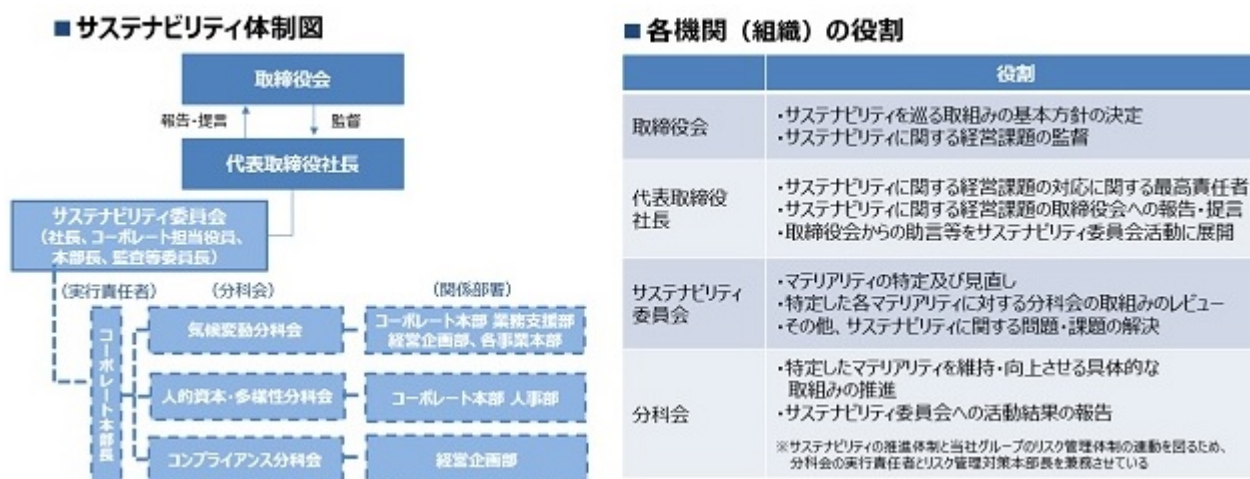 ■サステナビリティ体制図
取締役会
報告・提言
監督
代表取締役社長
サステナビリティ委員会
(社長、コーポレート担当役員、
本部長、監査等委員長)
(実行責任者)
(分科会)
(関係部署)
コーポレート本部長
気候変動分科会
コーポレート本部 業務支援部
経営企画部、各事業本部
人的資本・多様性分科会
コーポレート本部 人事部
コンプライアンス分科会
経営企画部
■各機関(組織)の役割
役割
取締役会
・サステナビリティを巡る取組みの基本方針の決定
・サステナビリティに関する経営課題の監督
代表取締役
社長
・サステナビリティに関する経営課題の対応に関する最高責任者
・サステナビリティに関する経営課題の取締役会への報告・提言
・取締役会からの助言等をサステナビリティ委員会活動に展開
サステナビリティ
委員会
・マテリアリティの特定及び見直し
・特定した各マテリアリティに対する分科会の取組みのレビュー
・その他、サステナビリティに関する問題・課題の解決
分科会
・特定したマテリアリティを維持・向上させる具体的な
取組みの推進
・サステナビリティ委員会への活動結果の報告
※サステナビリティの推進体制と当社グループのリスク管理体制の連動を図るため、
分科会の実行責任者とリスク管理対策本部長を兼務させている